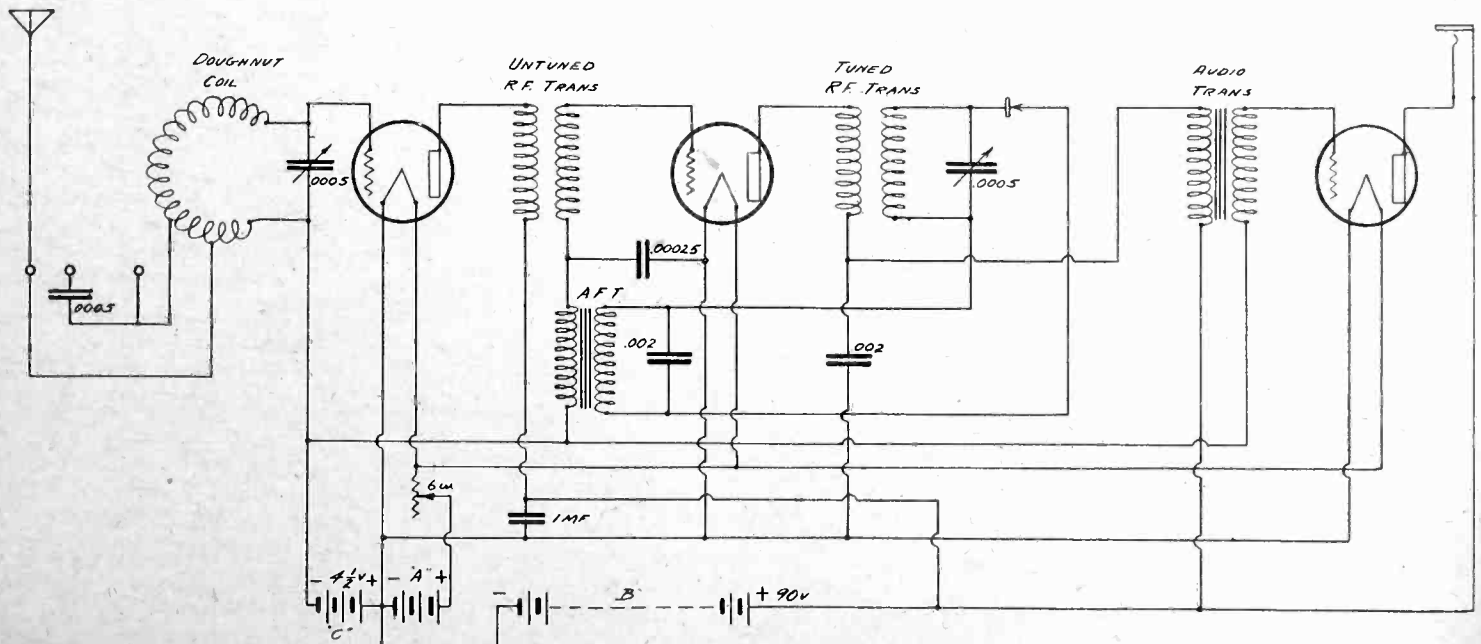 DOUGHNUT
COIL
UNTUNED
R.F. TRANS
TUNED
R.F. TRANS
AUDIO
TRANS
.0005
.0005
.0005
.00025
AFT
.002
.002
6ω
1MF
- 4½v +
"C"
- "A" +
-
B
+ 90v